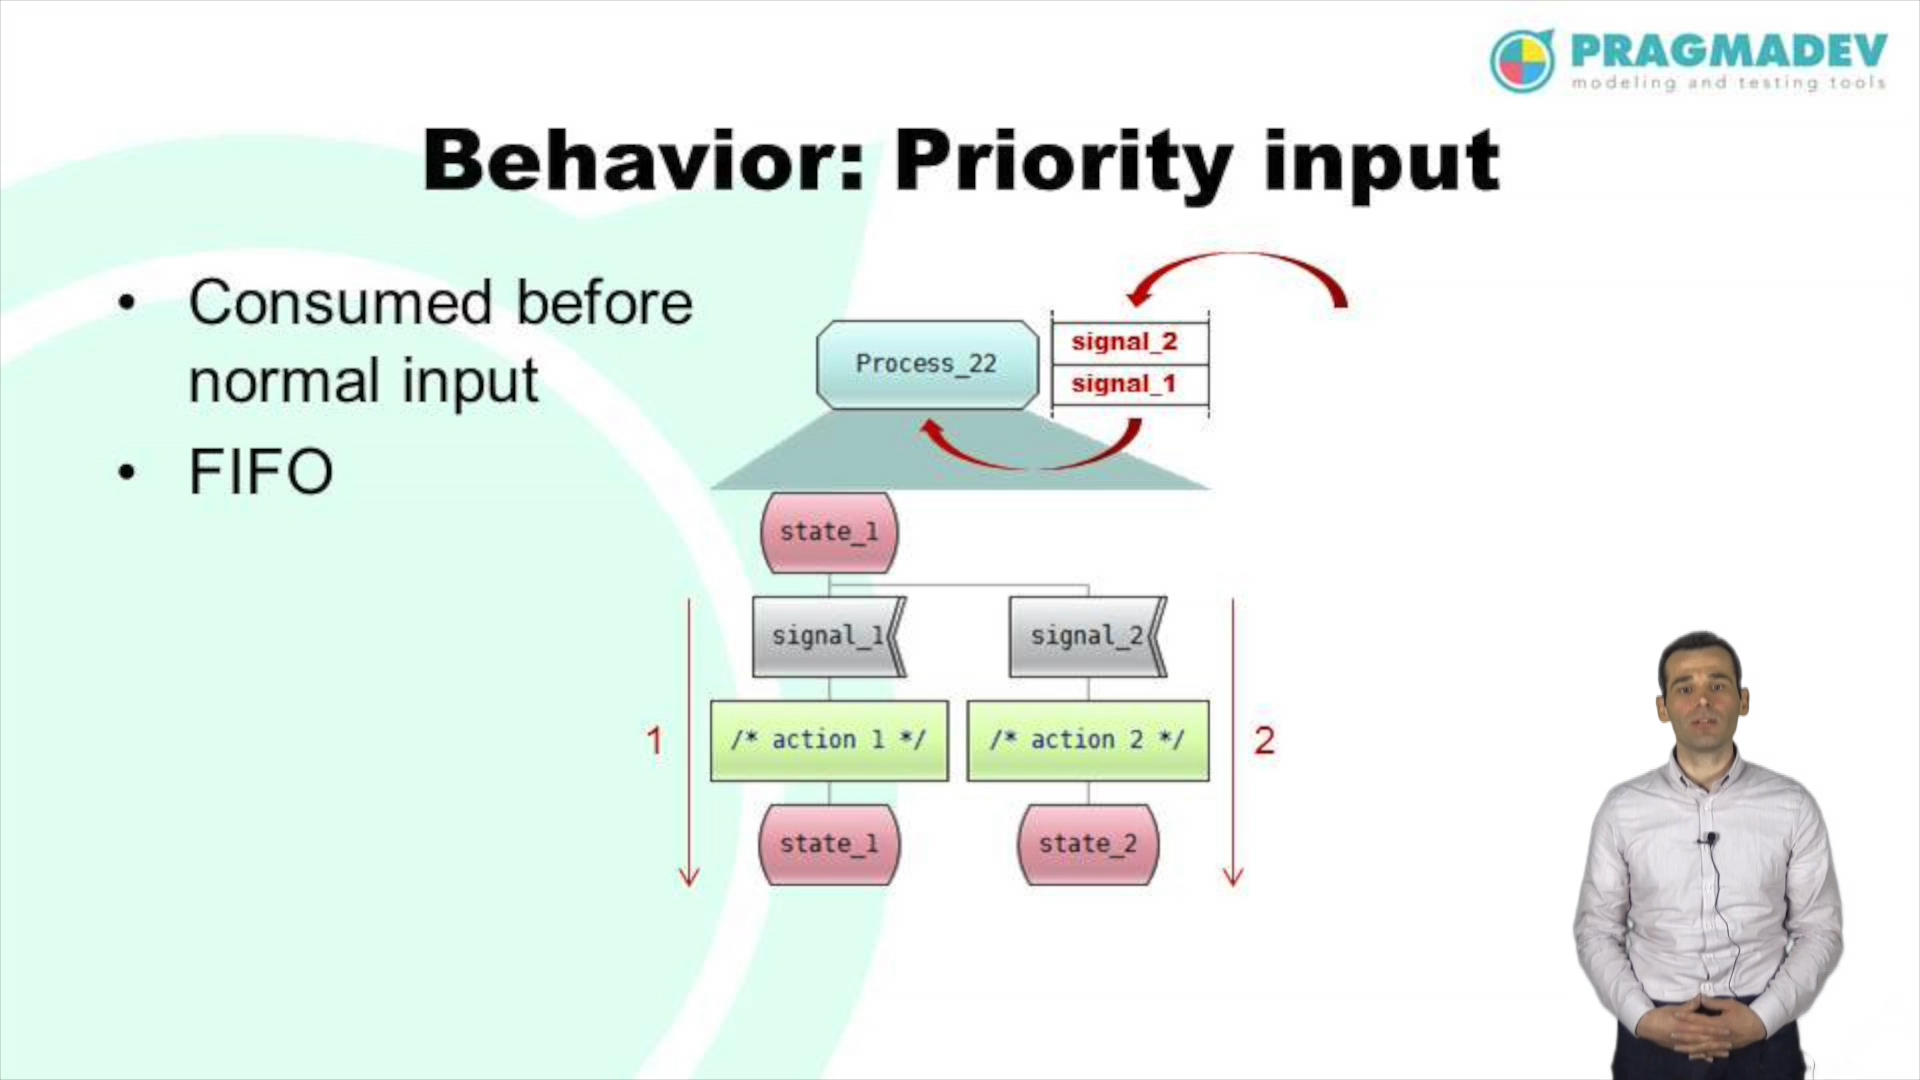 PRAGMADEV
modeling and testing tools
Behavior: Priority input
• Consumed before
normal input
• FIFO
Process_22
signal_2
signal_1
state_1
signal_1
signal_2
1
/* action 1 */
/* action 2 */
2
state_1
state_2